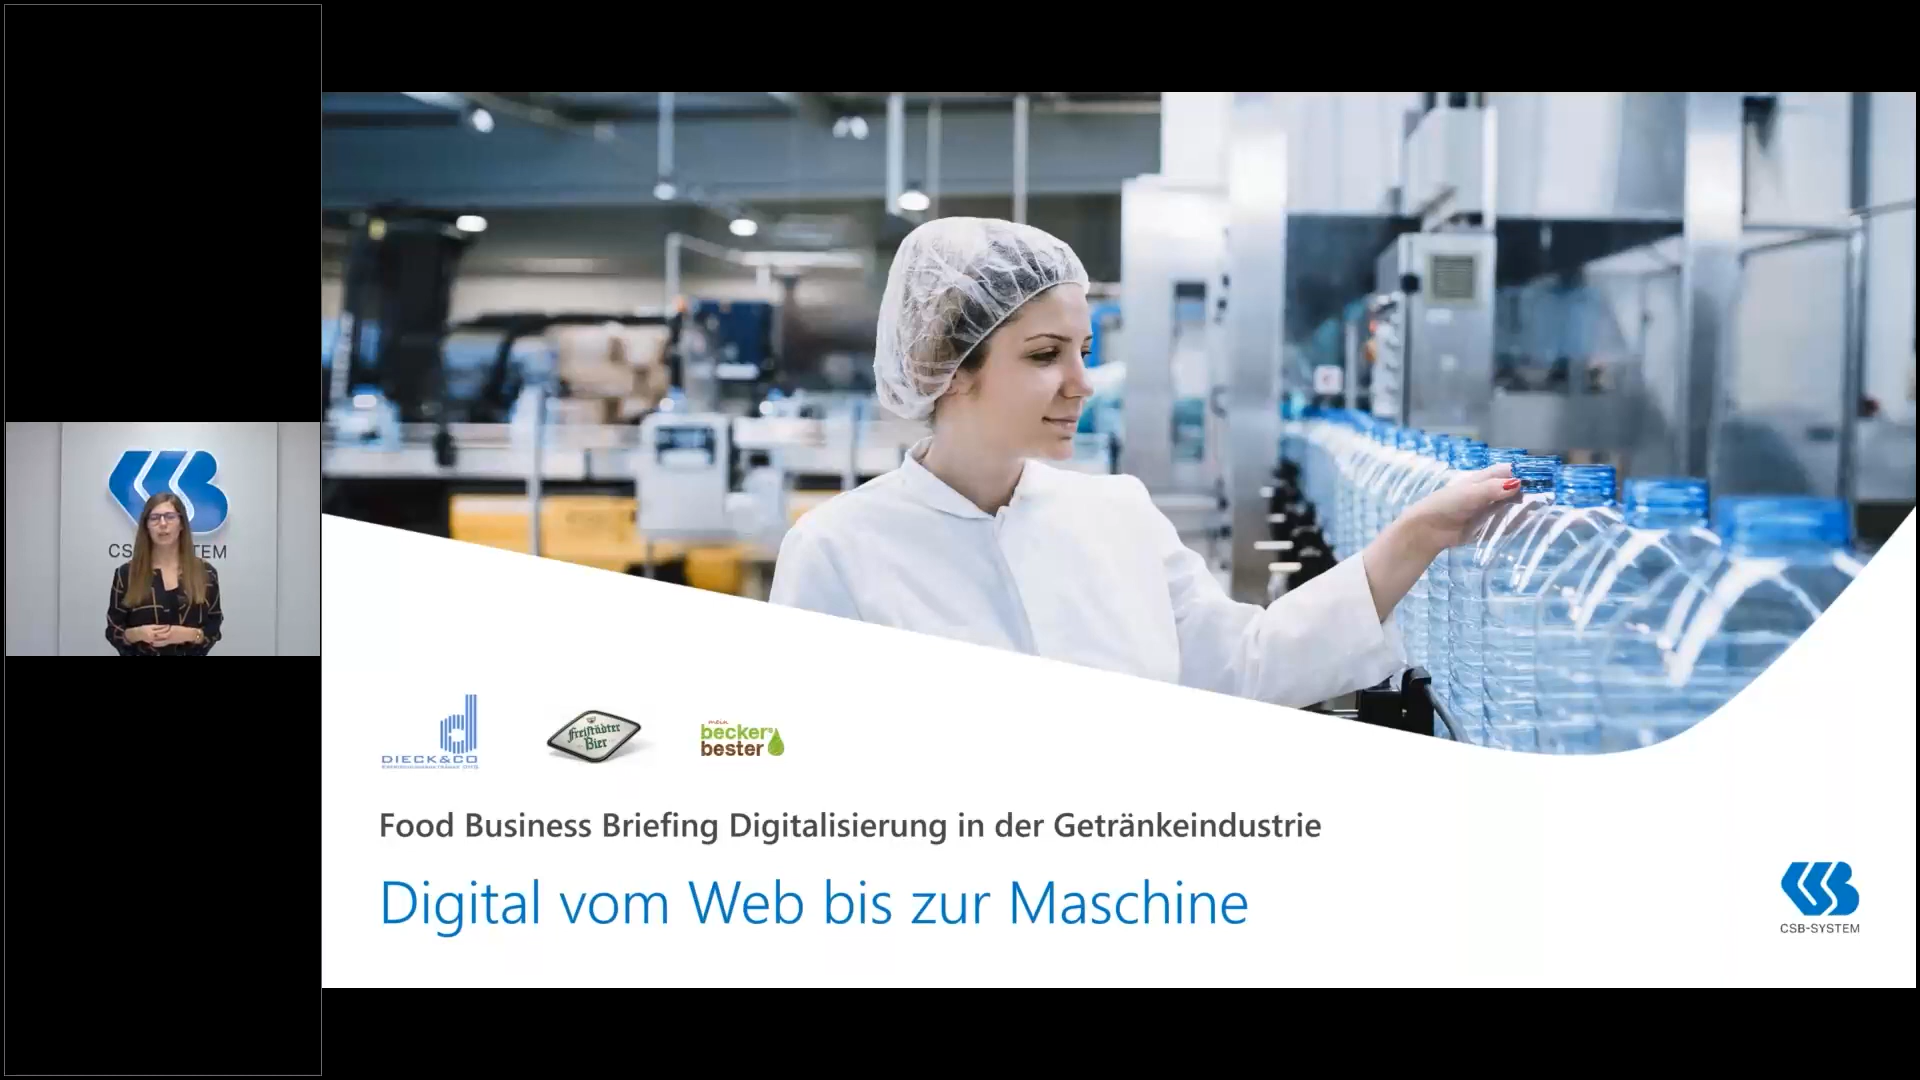 CS TEM
DIECK&CO
Freistädter
Bier
mein
becker's
bester
Food Business Briefing Digitalisierung in der Getränkeindustrie
Digital vom Web bis zur Maschine
CSB-SYSTEM